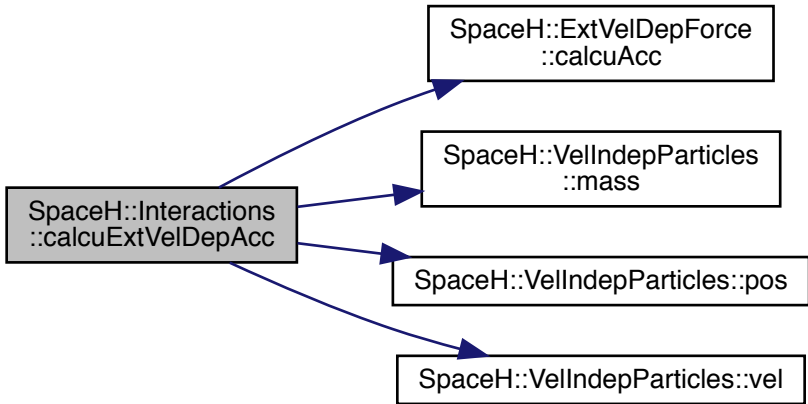 SpaceH::ExtVelDepForce
::calcuAcc
SpaceH::VelIndepParticles
::mass
SpaceH::Interactions
::calcuExtVelDepAcc
SpaceH::VelIndepParticles::pos
SpaceH::VelIndepParticles::vel